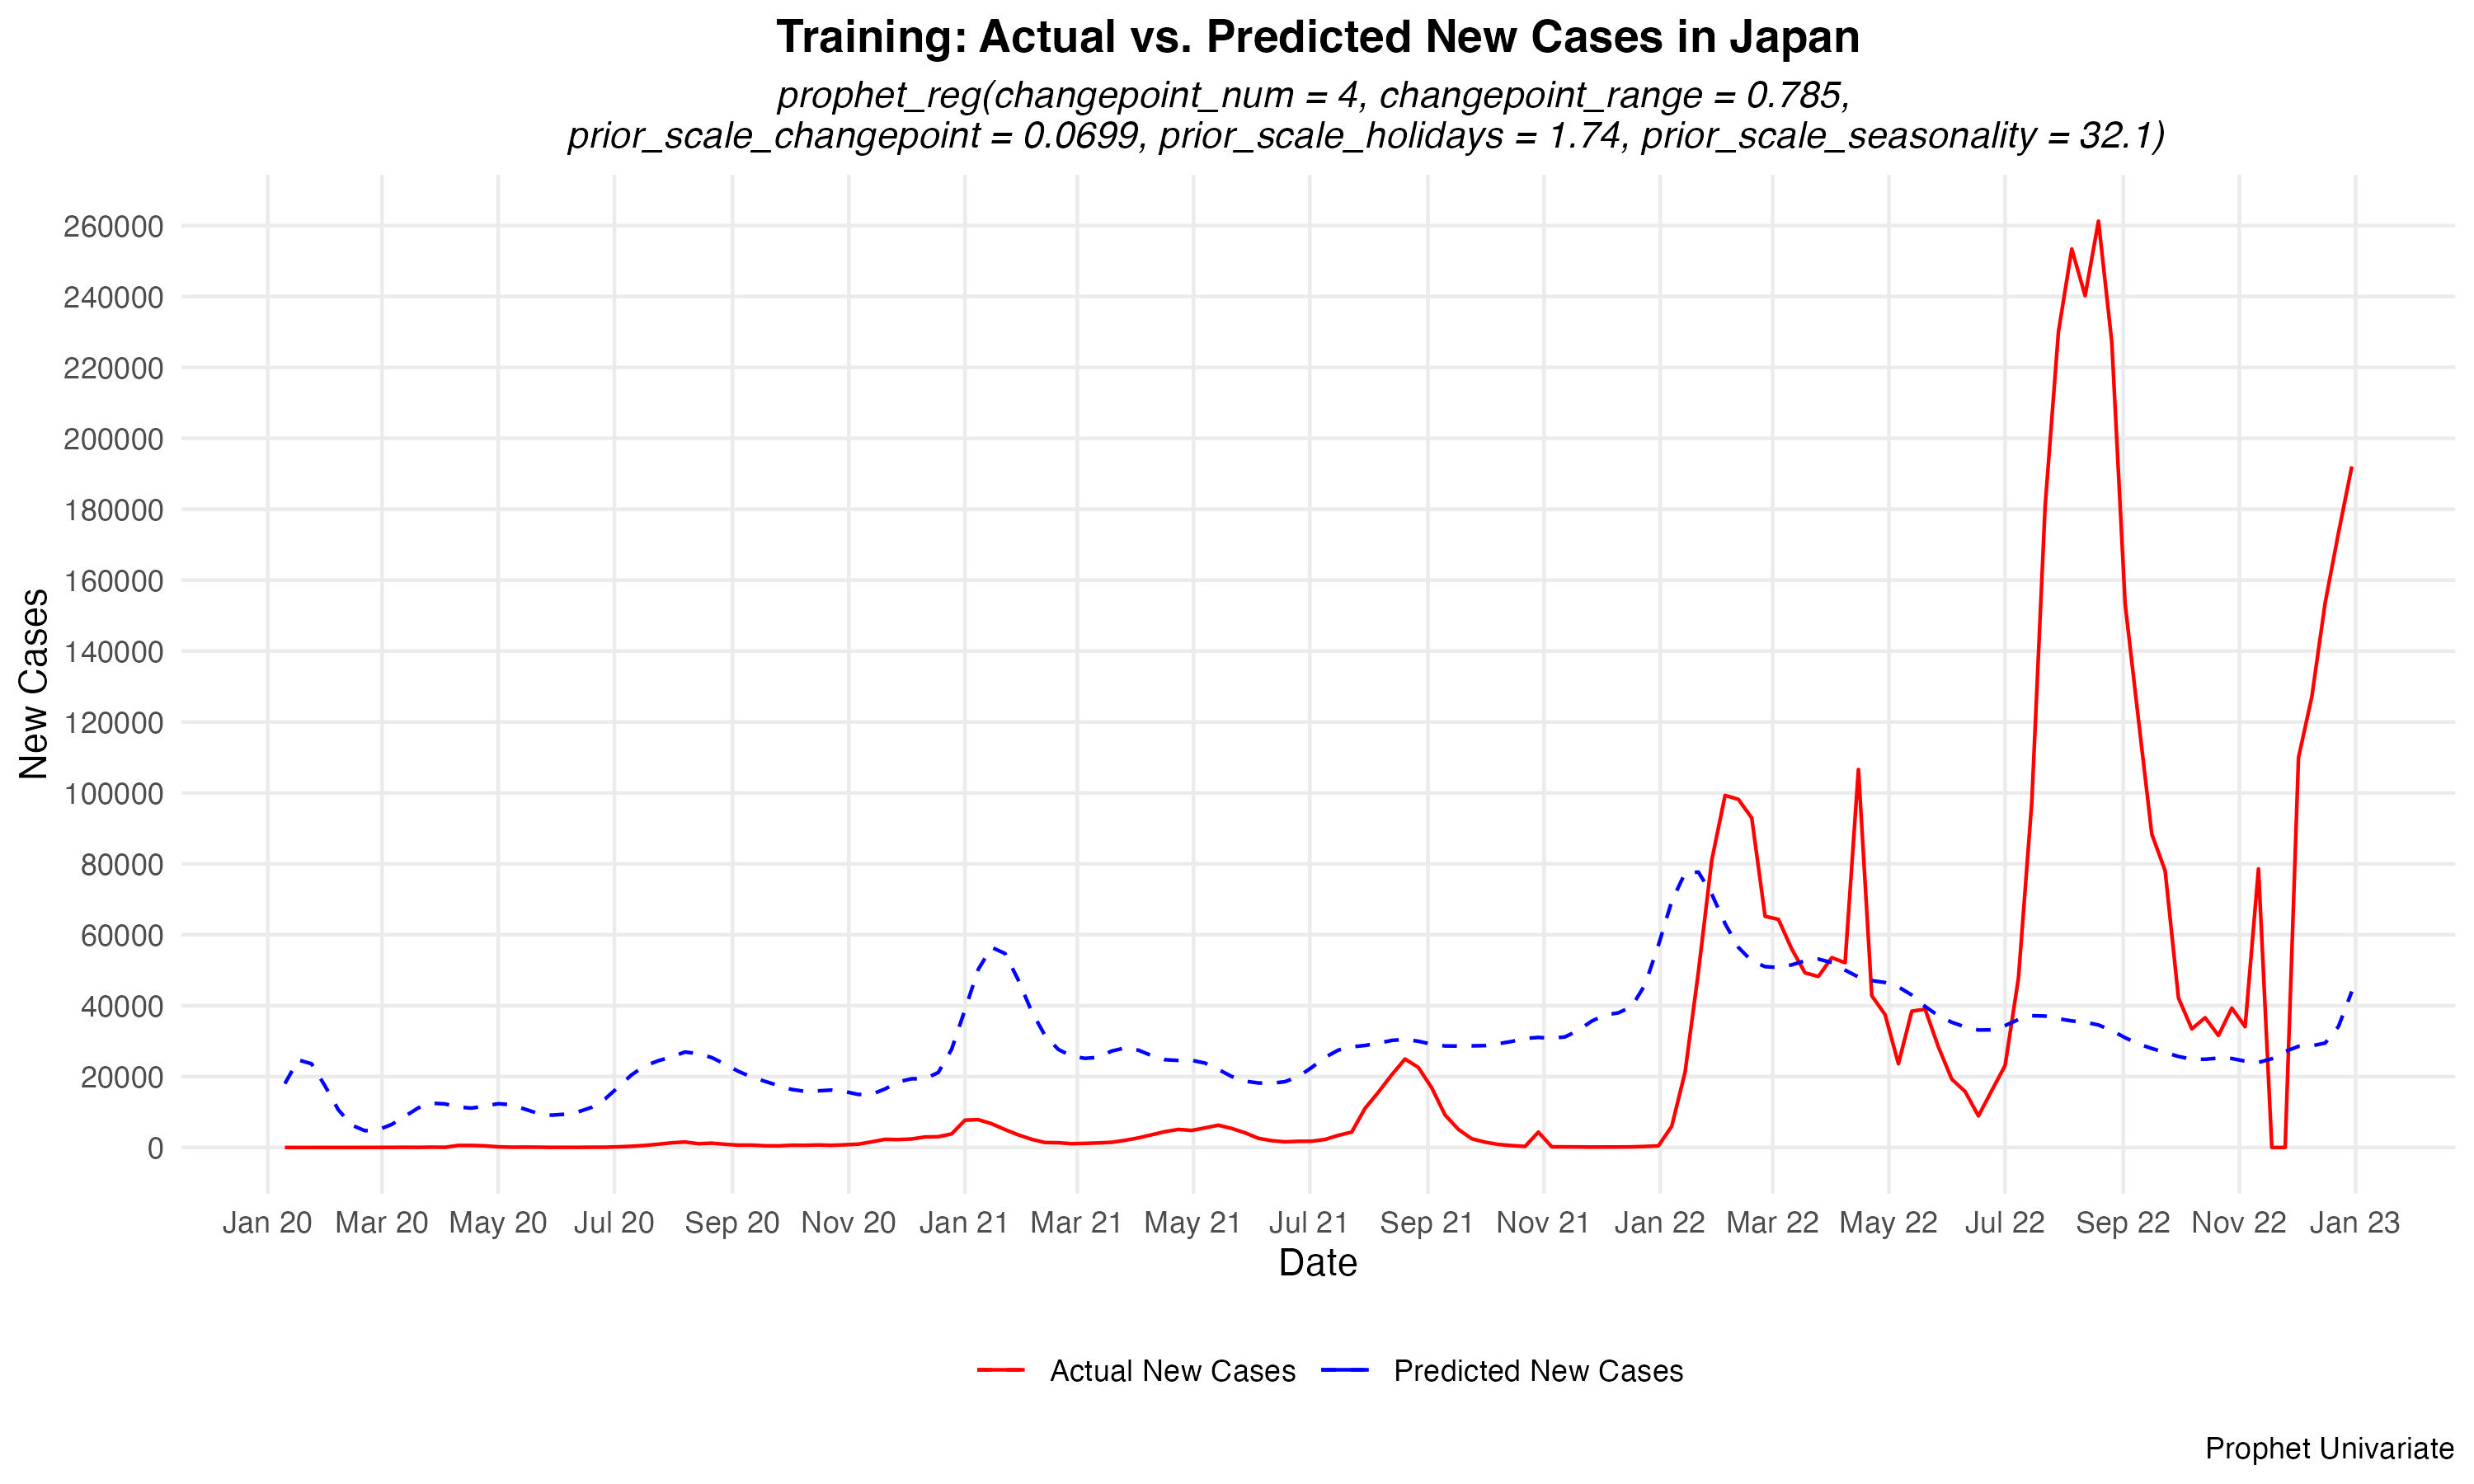 Training: Actual vs. Predicted New Cases in Japan
prophet_reg(changepoint_num = 4, changepoint_range = 0.785,
prior_scale_changepoint = 0.0699, prior_scale_holidays = 1.74, prior_scale_seasonality = 32.1)
260000
240000
220000
200000
180000
160000
140000
120000
100000
80000
60000
40000
20000
0
New Cases
Jan 20 Mar 20 May 20 Jul 20 Sep 20 Nov 20 Jan 21 Mar 21 May 21 Jul 21 Sep 21 Nov 21 Jan 22 Mar 22 May 22 Jul 22 Sep 22 Nov 22 Jan 23
Date
Actual New Cases Predicted New Cases
Prophet Univariate